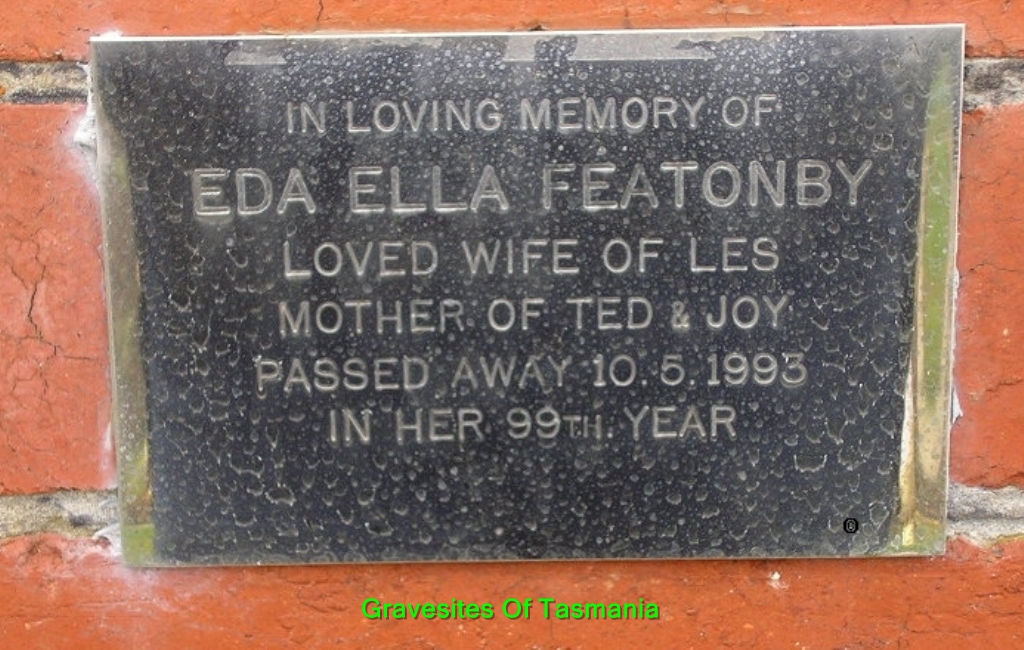 IN LOVING MEMORY OF
EDA ELLA FEATONBY
LOVED WIFE OF LES
MOTHER OF TED & JOY
PASSED AWAY 10.5.1993
IN HER 99TH. YEAR
Gravesites Of Tasmania